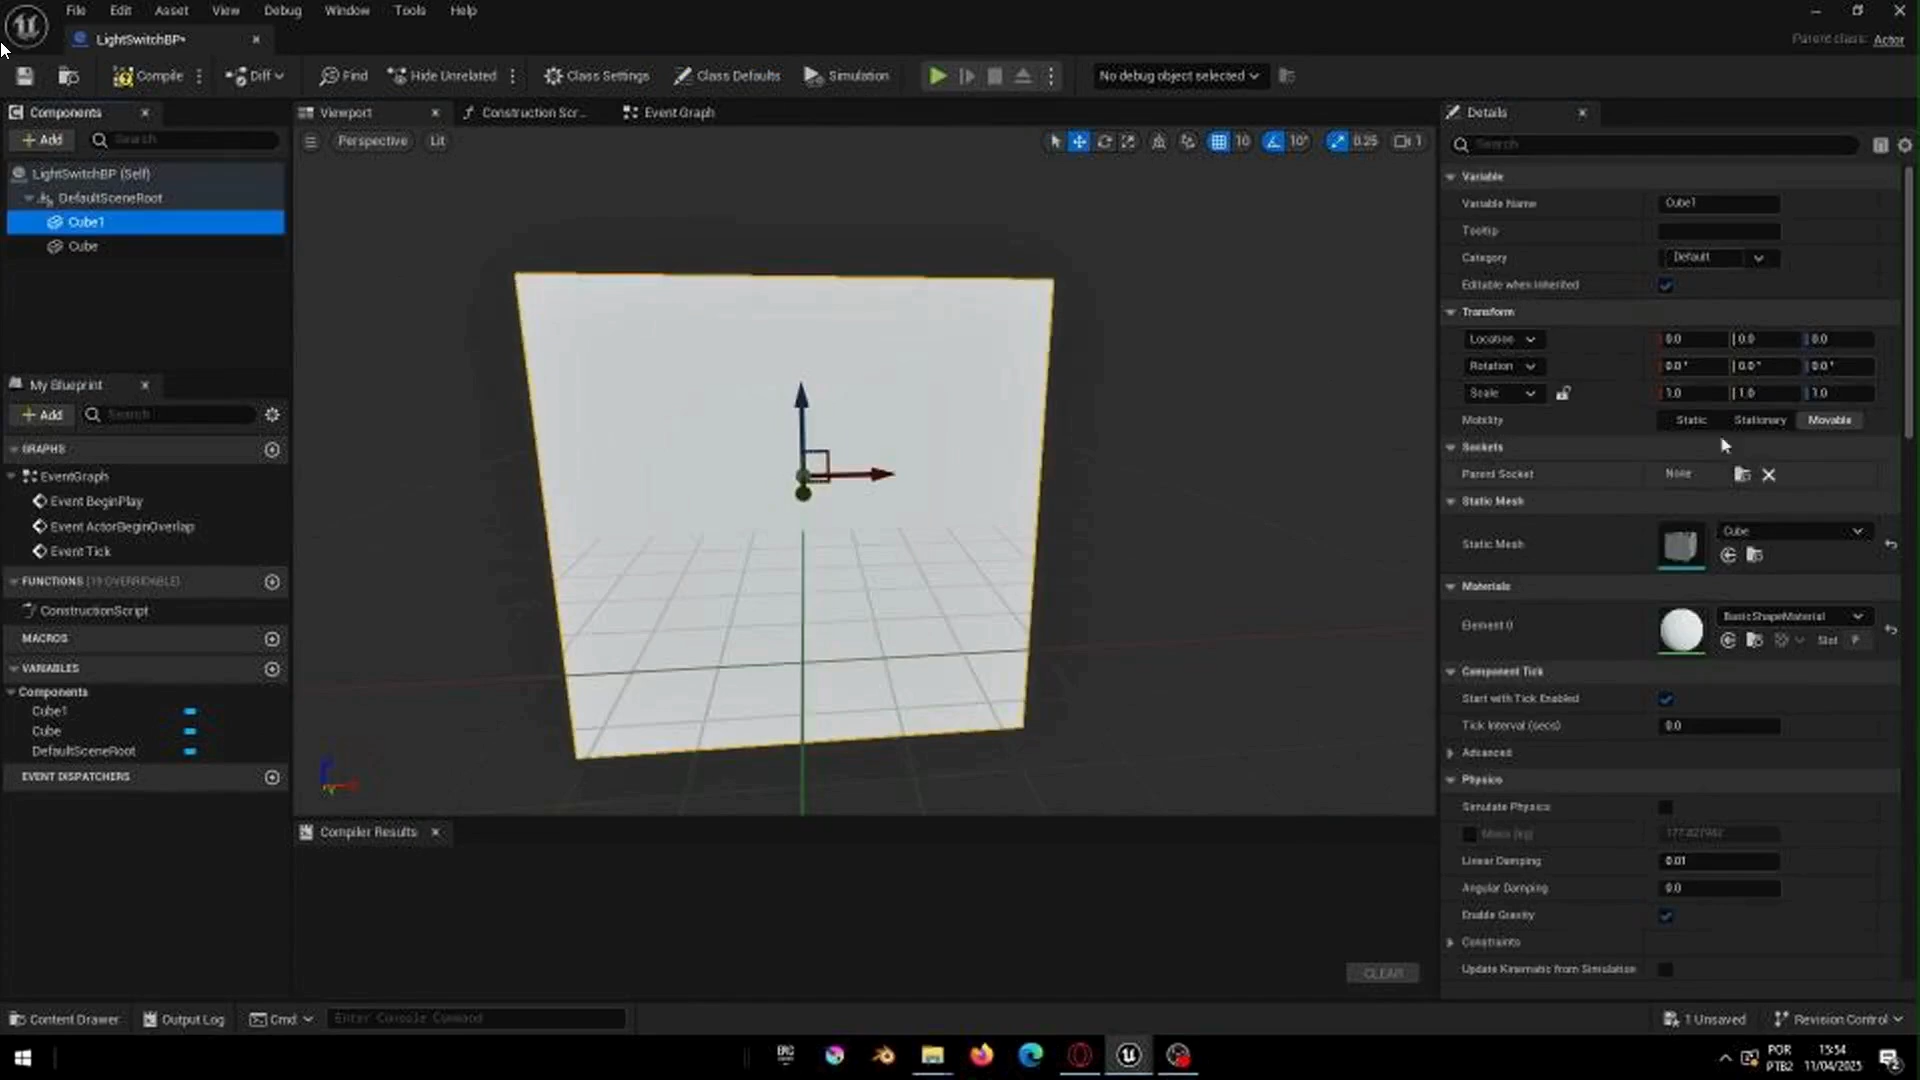 File Edit Asset View Debug Window Tools Help
LightSwitchBP*
Parent class: Actor
Compile Diff Find Hide Unrelated Class Settings Class Defaults Simulation No debug object selected
Components
Add Search
LightSwitchBP (Self)
DefaultSceneRoot
Cube1
Cube
My Blueprint
Add Search
GRAPHS
EventGraph
Event BeginPlay
Event ActorBeginOverlap
Event Tick
FUNCTIONS (19 OVERRIDABLE)
ConstructionScript
MACROS
VARIABLES
Components
Cube1
Cube
DefaultSceneRoot
EVENT DISPATCHERS
Viewport Construction Scr... Event Graph
Perspective Lit 10 10° 0.25 1
Compiler Results
CLEAR
Details
Search
Variable
Variable Name Cube1
Tooltip
Category Default
Editable when Inherited
Transform
Location 0.0 0.0 0.0
Rotation 0.0° 0.0° 0.0°
Scale 1.0 1.0 1.0
Mobility Static Stationary Movable
Sockets
Parent Socket None
Static Mesh
Static Mesh Cube
Materials
Element 0 BasicShapeMaterial
Slot
Component Tick
Start with Tick Enabled
Tick Interval (secs) 0.0
Advanced
Physics
Simulate Physics
Mass (kg)
Linear Damping 0.01
Angular Damping 0.0
Enable Gravity
Constraints
Update Kinematic from Simulation
Content Drawer Output Log Cmd Enter Console Command 1 Unsaved Revision Control
EPIC
POR
PTB2
15:54
11/04/2025
2